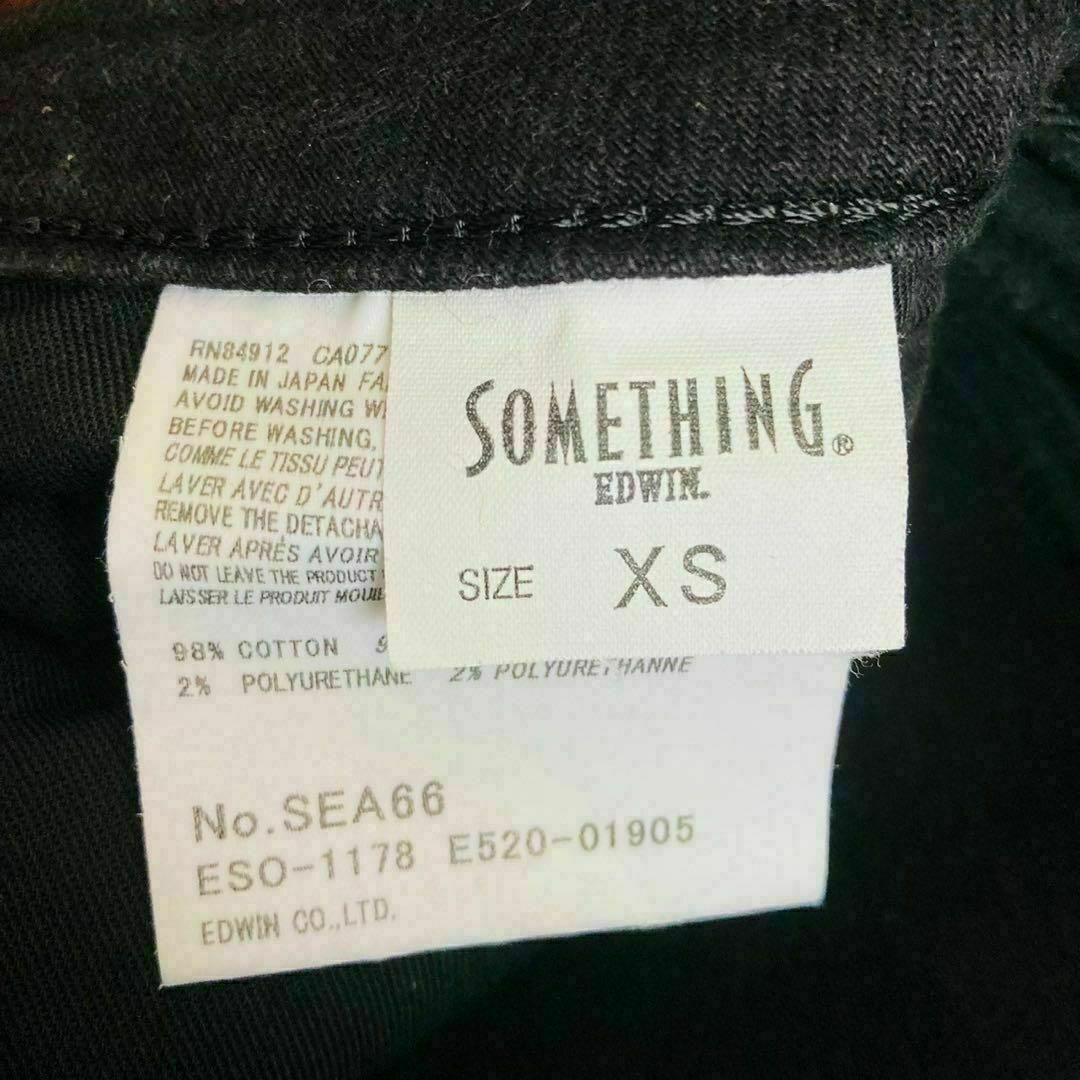 RN84912 CA077
MADE IN JAPAN FA
AVOID WASHING W
BEFORE WASHING,
COMME LE TISSU PEUT
LAVER AVEC D'AUTR
REMOVE THE DETACHA
LAVER APRÈS AVOIR
DO NOT LEAVE THE PRODUCT
LAISSER LE PRODUIT MOUIL
98% COTTON 9
2% POLYURETHANE 2% POLYURETHANNE
No.SEA66
ESO-1178 E520-01905
EDWIN CO.,LTD.
SOMETHING®
EDWIN.
SIZE XS